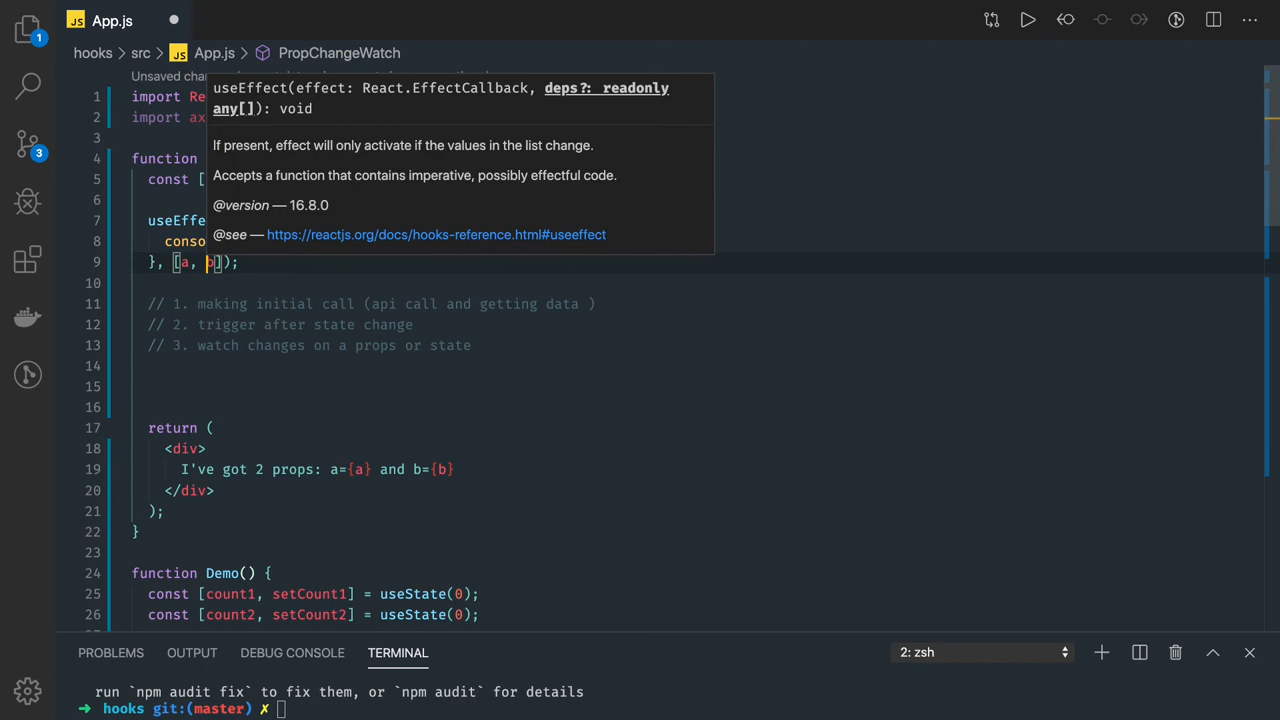 JS App.js
hooks > src > JS App.js > PropChangeWatch
Unsaved cha
1 import Re
2 import ax
3
4 function
5 const [
6
7 useEffe
8 conso
9 }, [a, b]);
10
11 // 1. making initial call (api call and getting data )
12 // 2. trigger after state change
13 // 3. watch changes on a props or state
14
15
16
17 return (
18 <div>
19 I've got 2 props: a={a} and b={b}
20 </div>
21 );
22 }
23
24 function Demo() {
25 const [count1, setCount1] = useState(0);
26 const [count2, setCount2] = useState(0);
useEffect(effect: React.EffectCallback, deps?: readonly
any[]): void
If present, effect will only activate if the values in the list change.
Accepts a function that contains imperative, possibly effectful code.
@version — 16.8.0
@see — https://reactjs.org/docs/hooks-reference.html#useeffect
1
3
PROBLEMS OUTPUT DEBUG CONSOLE TERMINAL 2: zsh
run `npm audit fix` to fix them, or `npm audit` for details
➜ hooks git:(master) ✗